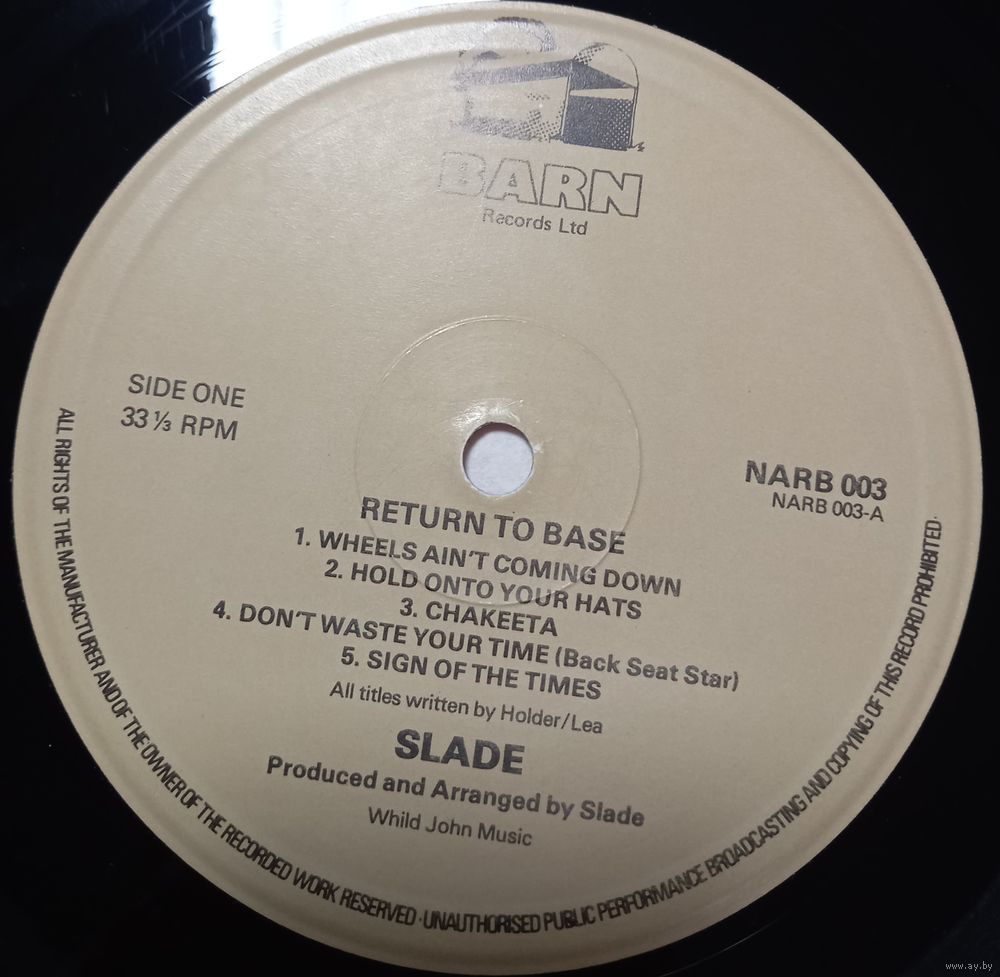 BARN
Records Ltd
SIDE ONE
33 ⅓ RPM
NARB 003
NARB 003-A
RETURN TO BASE
1. WHEELS AIN'T COMING DOWN
2. HOLD ONTO YOUR HATS
3. CHAKEETA
4. DON'T WASTE YOUR TIME (Back Seat Star)
5. SIGN OF THE TIMES
All titles written by Holder/Lea
SLADE
Produced and Arranged by Slade
Whild John Music
ALL RIGHTS OF THE MANUFACTURER AND OF THE OWNER OF THE RECORDED WORK RESERVED · UNAUTHORISED PUBLIC PERFORMANCE BROADCASTING AND COPYING OF THIS RECORD PROHIBITED·
www.ay.by